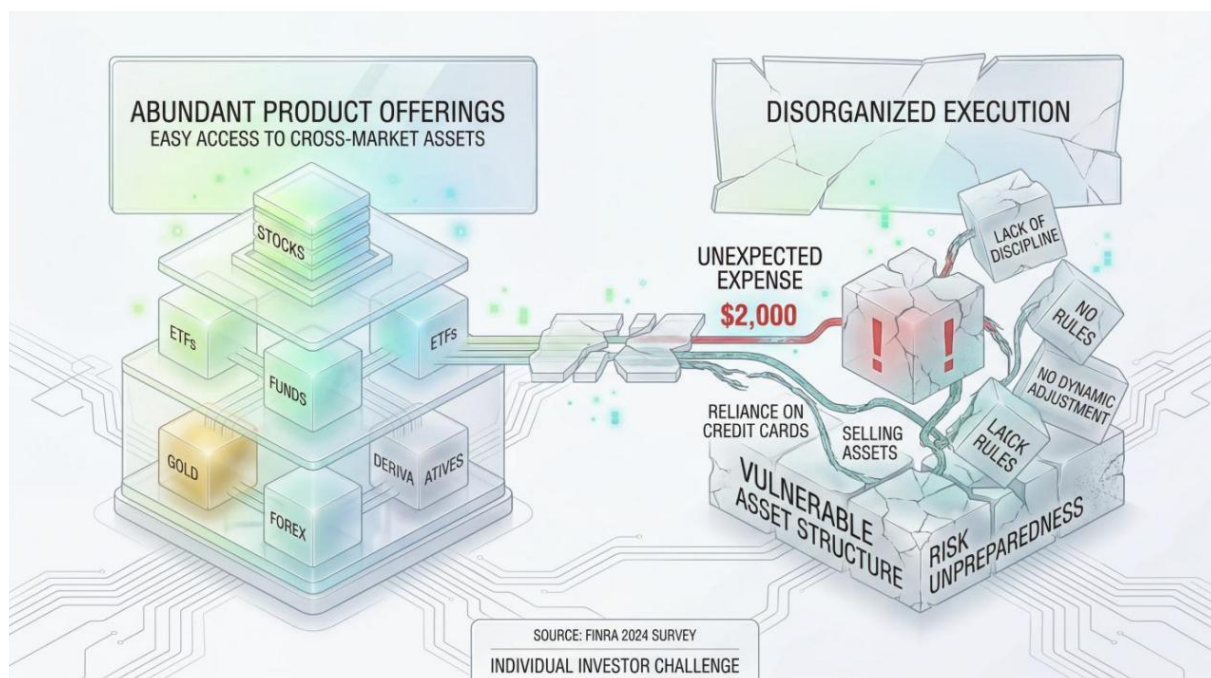 ABUNDANT PRODUCT OFFERINGS
EASY ACCESS TO CROSS-MARKET ASSETS
STOCKS
ETFs
ETFs
FUNDS
GOLD
DERIVA ATIVES
FOREX
DISORGANIZED EXECUTION
UNEXPECTED
EXPENSE
$2,000
! !
LACK OF
DISCIPLINE
NO
RULES
NO DYNAMIC
ADJUSTMENT
LAICK
RULES
RELIANCE ON
CREDIT CARDS
SELLING
ASSETS
VULNERABLE
ASSET STRUCTURE
RISK
UNPREPAREDNESS
SOURCE: FINRA 2024 SURVEY
INDIVIDUAL INVESTOR CHALLENGE